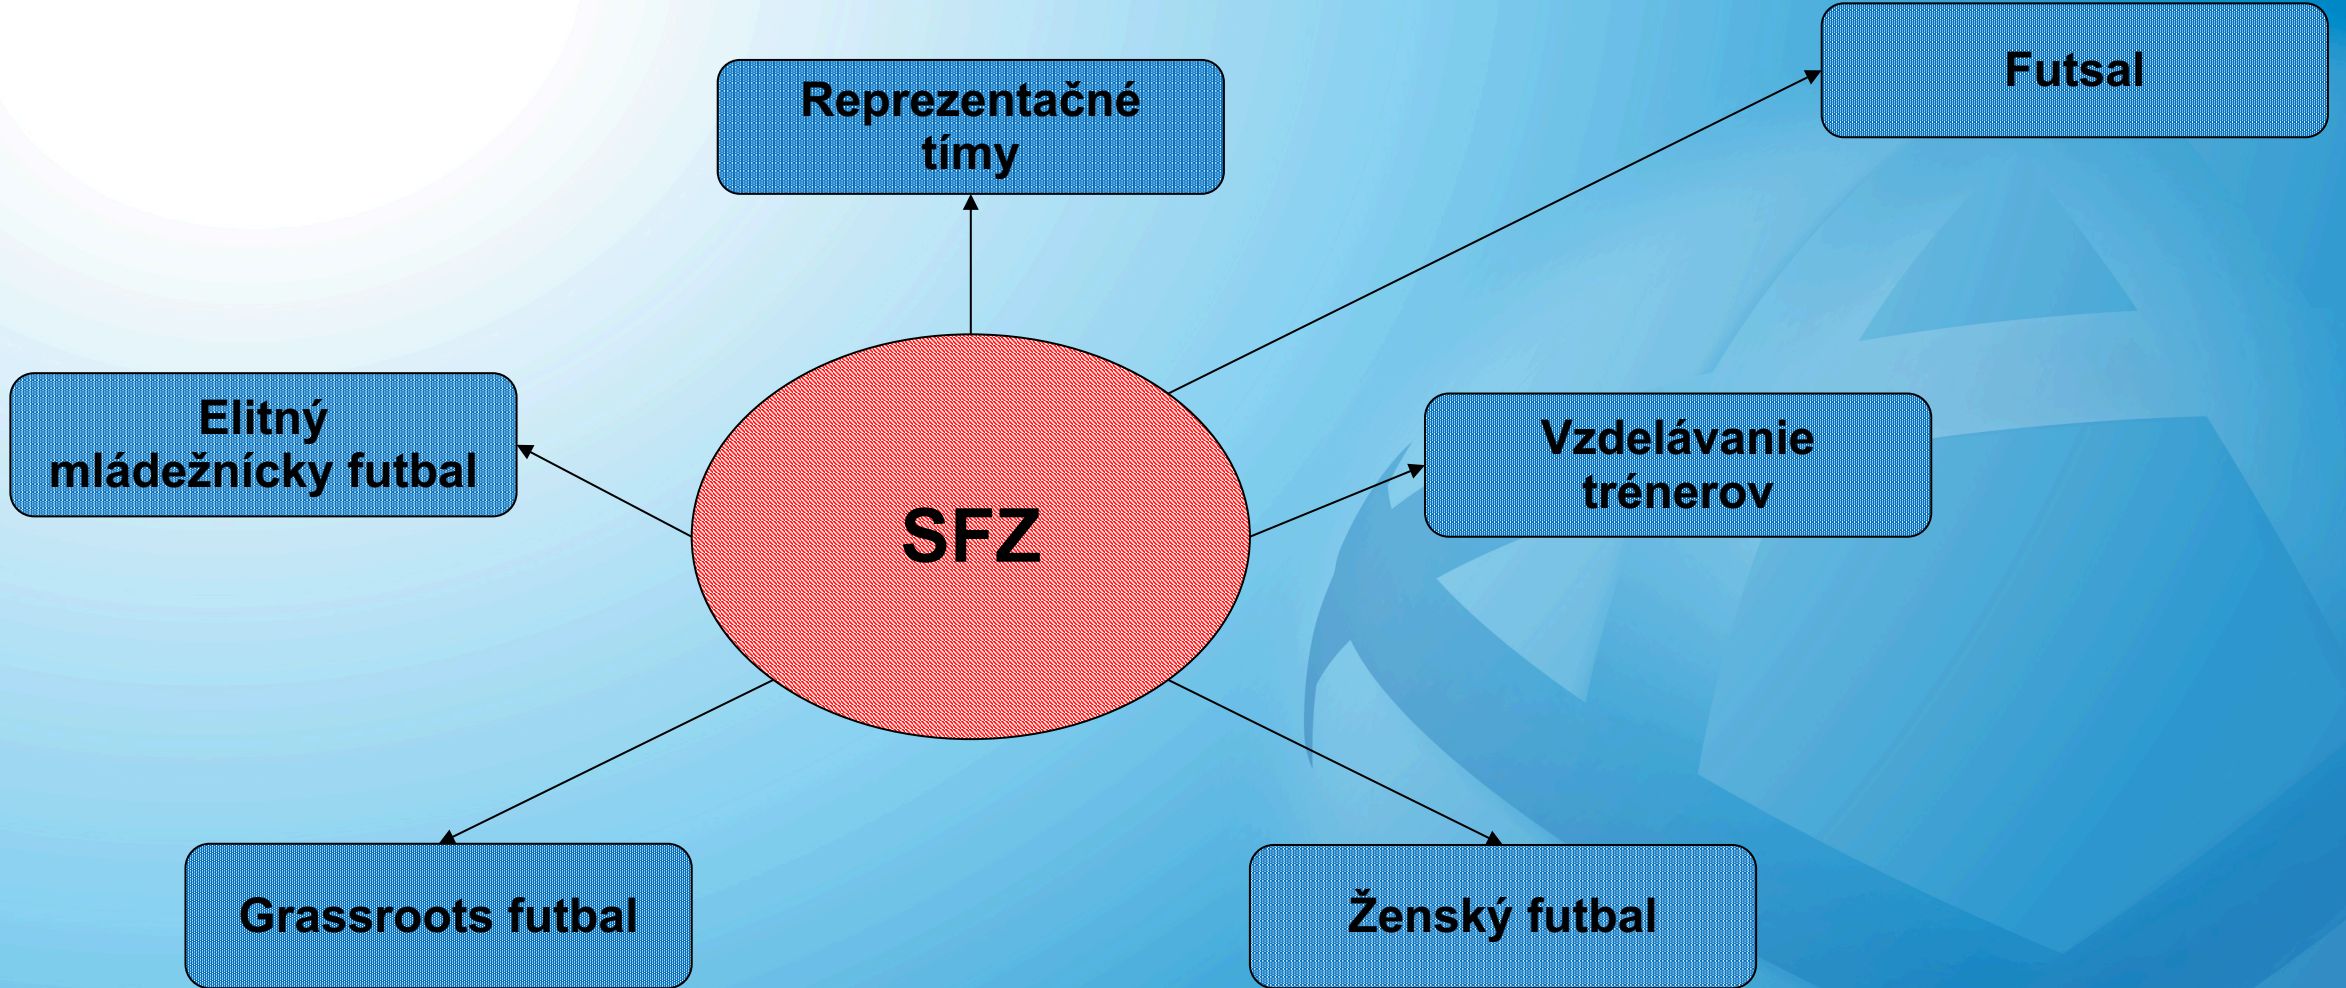 Futsal
Reprezentačné
tímy
Elitný
mládežnícky futbal
Vzdelávanie
trénerov
SFZ
Grassroots futbal
Ženský futbal